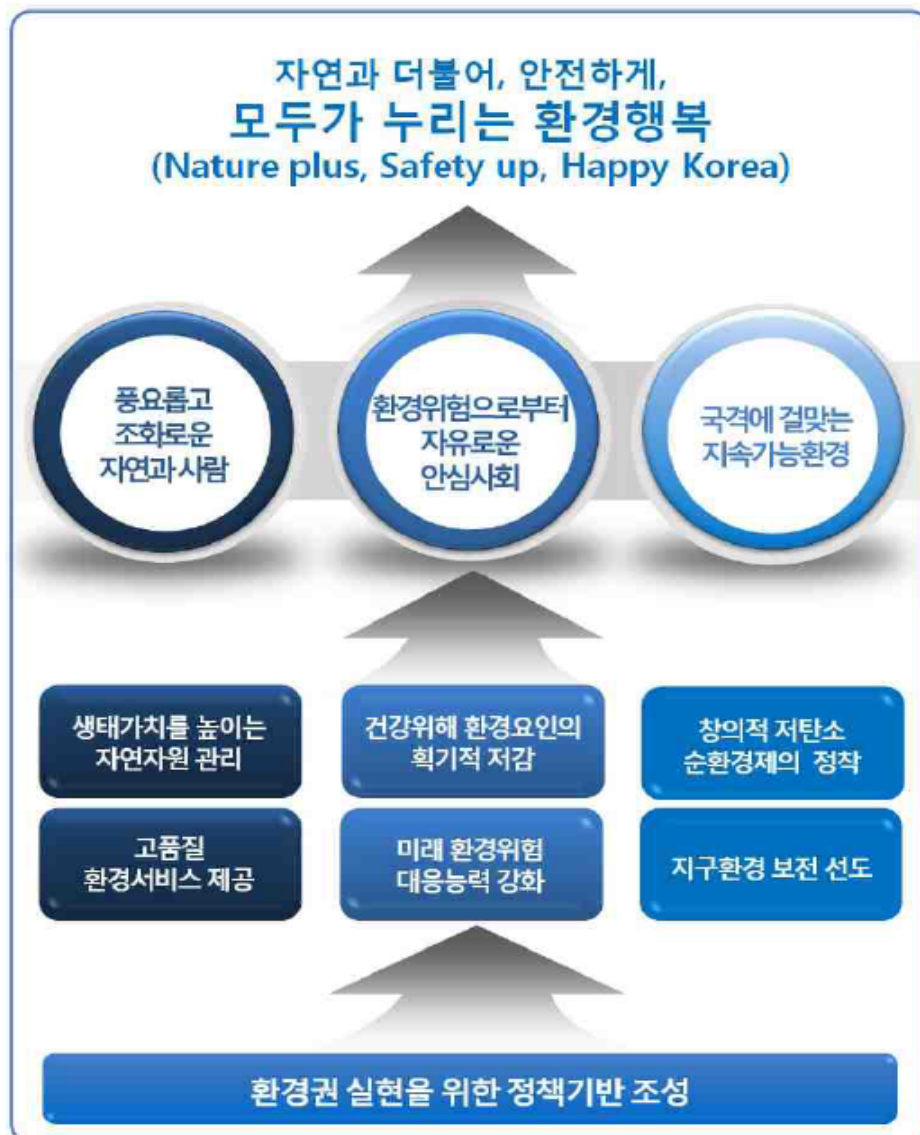 자연과 더불어, 안전하게,
모두가 누리는 환경행복
(Nature plus, Safety up, Happy Korea)
풍요롭고
조화로운
자연과 사람
환경위험으로부터
자유로운
안심사회
국격에 걸맞는
지속가능환경
생태가치를 높이는
자연자원 관리
건강위해 환경요인의
획기적 저감
창의적 저탄소
순환경제의 정착
고품질
환경서비스 제공
미래 환경위험
대응능력 강화
지구환경 보전 선도
환경권 실현을 위한 정책기반 조성